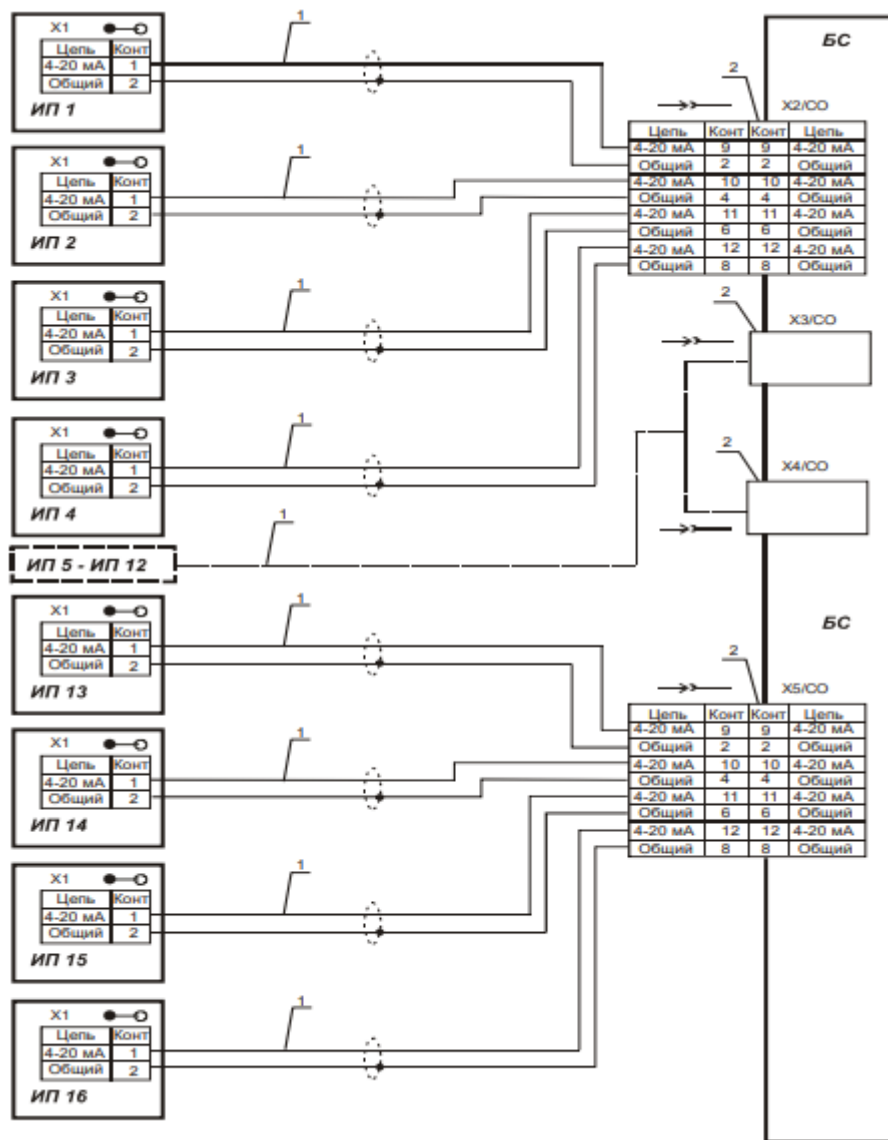 X1
Цепь Конт
4-20 мА 1
Общий 2
ИП 1
1
X1
Цепь Конт
4-20 мА 1
Общий 2
ИП 2
1
X1
Цепь Конт
4-20 мА 1
Общий 2
ИП 3
1
X1
Цепь Конт
4-20 мА 1
Общий 2
ИП 4
1
ИП 5 - ИП 12
1
X1
Цепь Конт
4-20 мА 1
Общий 2
ИП 13
1
X1
Цепь Конт
4-20 мА 1
Общий 2
ИП 14
1
X1
Цепь Конт
4-20 мА 1
Общий 2
ИП 15
1
X1
Цепь Конт
4-20 мА 1
Общий 2
ИП 16
1
БС
2
X2/CO
Цепь Конт Конт Цепь
4-20 мА 9 9 4-20 мА
Общий 2 2 Общий
4-20 мА 10 10 4-20 мА
Общий 4 4 Общий
4-20 мА 11 11 4-20 мА
Общий 6 6 Общий
4-20 мА 12 12 4-20 мА
Общий 8 8 Общий
2
X3/CO
2
X4/CO
БС
2
X5/CO
Цепь Конт Конт Цепь
4-20 мА 9 9 4-20 мА
Общий 2 2 Общий
4-20 мА 10 10 4-20 мА
Общий 4 4 Общий
4-20 мА 11 11 4-20 мА
Общий 6 6 Общий
4-20 мА 12 12 4-20 мА
Общий 8 8 Общий